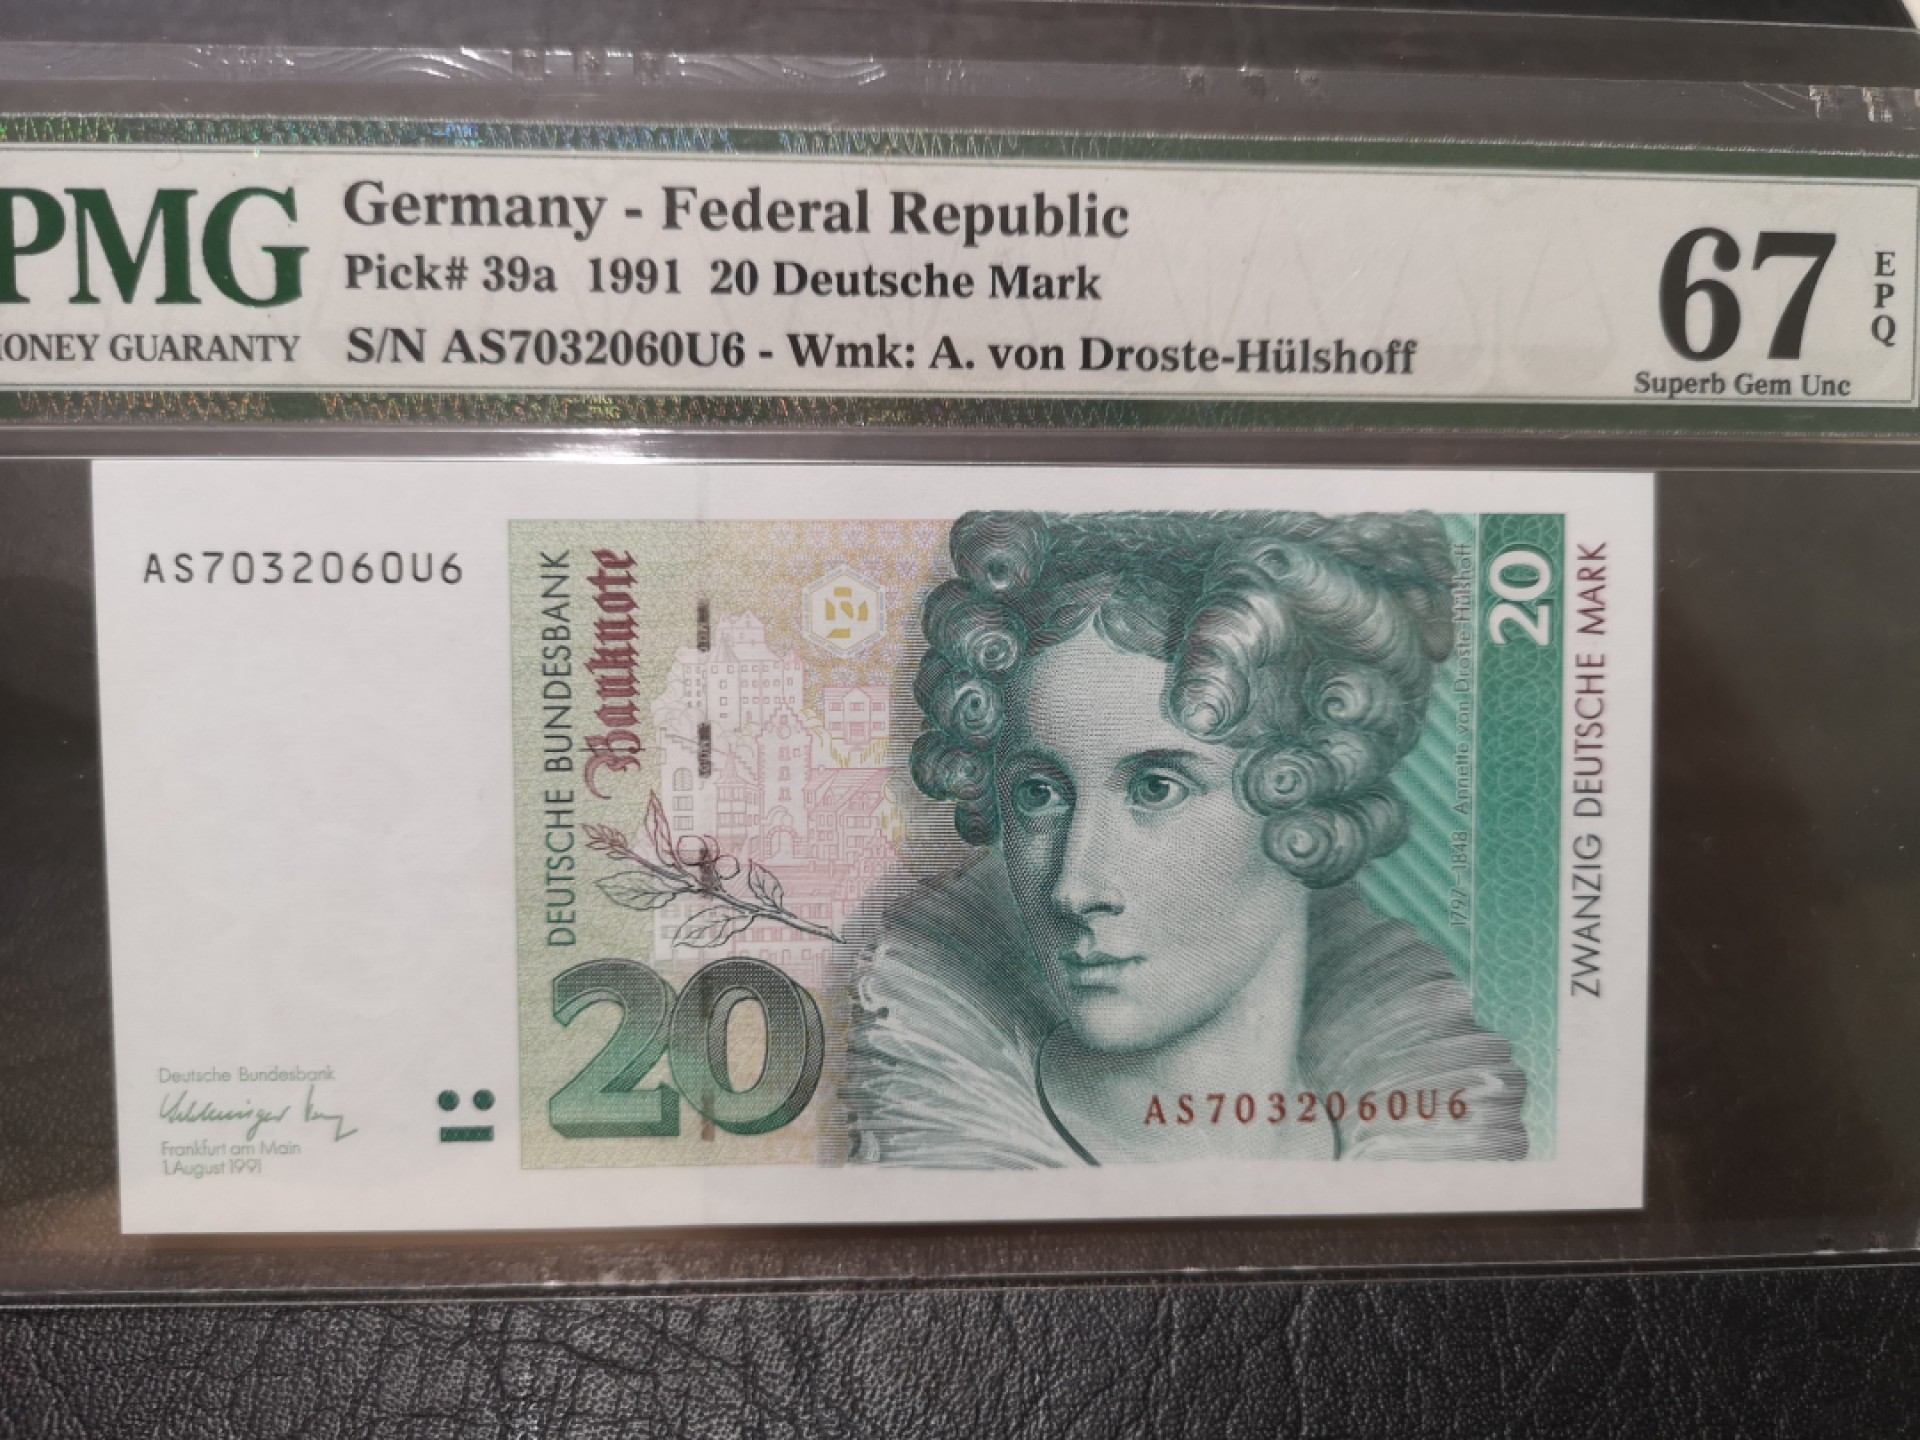 PMG
MONEY GUARANTY
Germany - Federal Republic
Pick# 39a 1991 20 Deutsche Mark
S/N AS7032060U6 - Wmk: A. von Droste-Hülshoff
67
EPQ
Superb Gem Unc
AS7032060U6
DEUTSCHE BUNDESBANK
Banknote
20
1797–1848 Annette von Droste-Hülshoff
20
ZWANZIG DEUTSCHE MARK
AS7032060U6
Deutsche Bundesbank
Frankfurt am Main
1. August 1991